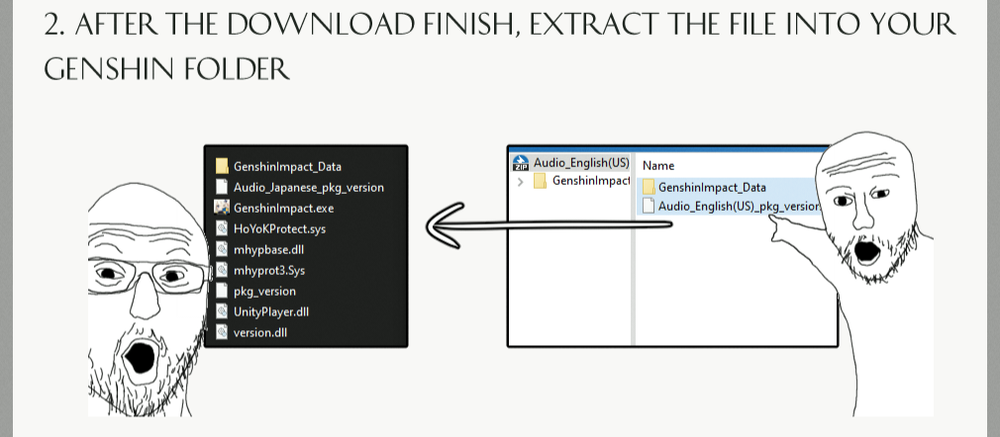 2. AFTER THE DOWNLOAD FINISH, EXTRACT THE FILE INTO YOUR
GENSHIN FOLDER
GenshinImpact_Data
Audio_Japanese_pkg_version
GenshinImpact.exe
HoYoKProtect.sys
mhypbase.dll
mhyprot3.Sys
pkg_version
UnityPlayer.dll
version.dll
ZIP
Audio_English(US)
GenshinImpact
Name
GenshinImpact_Data
Audio_English(US)_pkg_version